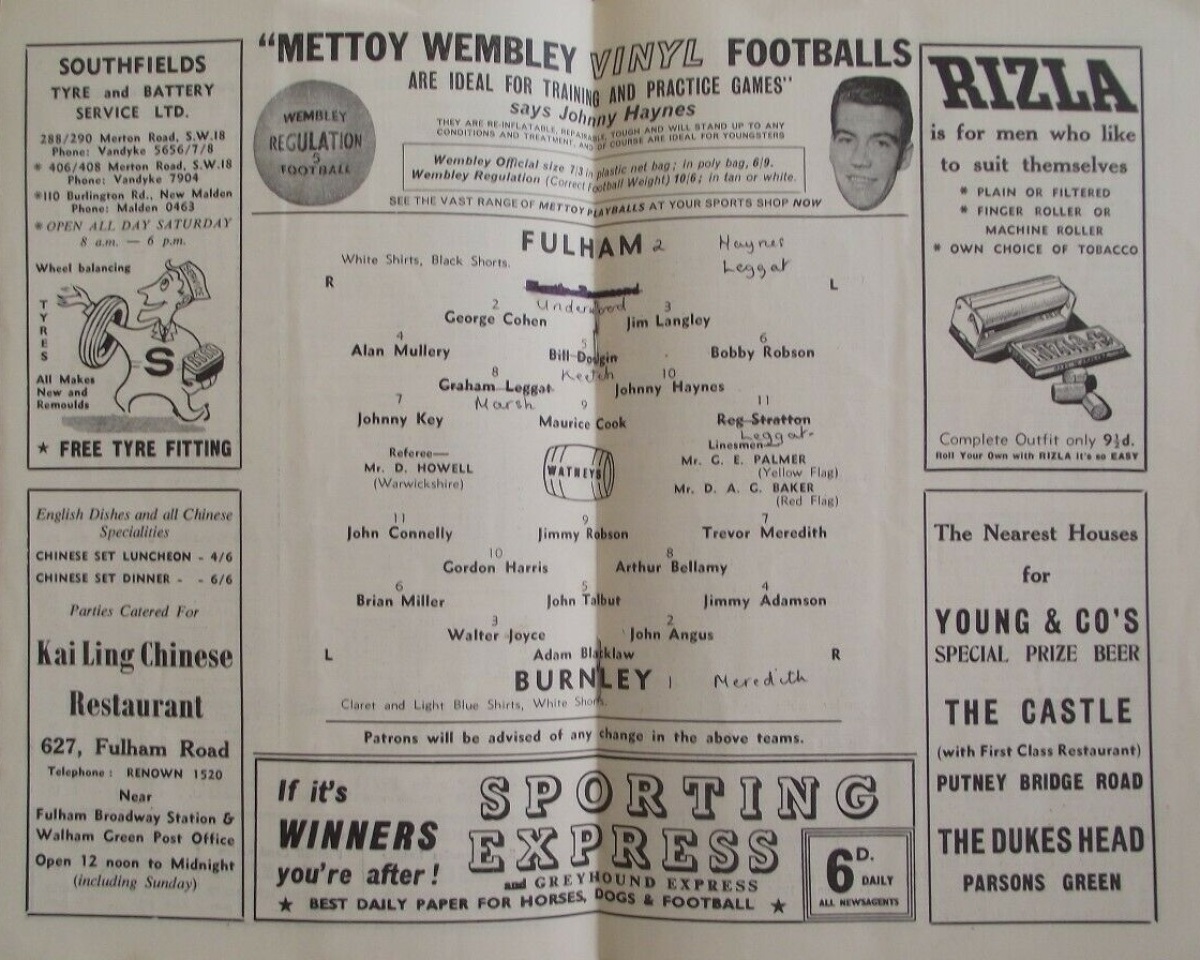 SOUTHFIELDS
TYRE and BATTERY
SERVICE LTD.
288/290 Merton Road, S.W.18
Phone: Vandyke 5656/7/8
* 406/408 Merton Road, S.W.18
Phone: Vandyke 7904
*110 Burlington Rd., New Malden
Phone: Malden 0463
* OPEN ALL DAY SATURDAY
8 a.m. — 6 p.m.
Wheel balancing
SERVICE
TYRES
S
All Makes
New and
Remoulds
★ FREE TYRE FITTING
English Dishes and all Chinese
Specialities
CHINESE SET LUNCHEON - 4/6
CHINESE SET DINNER - - 6/6
Parties Catered For
Kai Ling Chinese
Restaurant
627, Fulham Road
Telephone : RENOWN 1520
Near
Fulham Broadway Station &
Walham Green Post Office
Open 12 noon to Midnight
(including Sunday)
"METTOY WEMBLEY VINYL FOOTBALLS
ARE IDEAL FOR TRAINING AND PRACTICE GAMES"
says Johnny Haynes
THEY ARE RE-INFLATABLE, REPAIRABLE, TOUGH AND WILL STAND UP TO ANY
CONDITIONS AND TREATMENT, AND OF COURSE ARE IDEAL FOR YOUNGSTERS
WEMBLEY
REGULATION
5
FOOTBALL
Wembley Official size 7/3 in plastic net bag; in poly bag, 6/9.
Wembley Regulation (Correct Football Weight) 10/6; in tan or white.
SEE THE VAST RANGE OF METTOY PLAYBALLS AT YOUR SPORTS SHOP NOW
FULHAM 2 Haynes
Leggat
White Shirts, Black Shorts.
R L
Underwood
2 3
George Cohen Jim Langley
4 5 6
Alan Mullery Bill Dodgin Bobby Robson
Keetch
8 10
Graham Leggat Johnny Haynes
Marsh
7 9 11
Johnny Key Maurice Cook Reg Stratton
Leggat
Referee—
Mr. D. HOWELL
(Warwickshire)
WATNEYS
Linesmen
Mr. G. E. PALMER
(Yellow Flag)
Mr. D. A. G. BAKER
(Red Flag)
11 9 7
John Connelly Jimmy Robson Trevor Meredith
10 8
Gordon Harris Arthur Bellamy
6 5 4
Brian Miller John Talbut Jimmy Adamson
3 2
Walter Joyce John Angus
L Adam Blacklaw R
BURNLEY 1 Meredith
Claret and Light Blue Shirts, White Shorts.
Patrons will be advised of any change in the above teams.
If it's
WINNERS
you're after!
SPORTING
EXPRESS
and GREYHOUND EXPRESS
★ BEST DAILY PAPER FOR HORSES, DOGS & FOOTBALL ★
6D.
DAILY
ALL NEWSAGENTS
RIZLA
is for men who like
to suit themselves
* PLAIN OR FILTERED
* FINGER ROLLER OR
MACHINE ROLLER
* OWN CHOICE OF TOBACCO
RIZLA
Complete Outfit only 9½d.
Roll Your Own with RIZLA It's so EASY
The Nearest Houses
for
YOUNG & CO'S
SPECIAL PRIZE BEER
THE CASTLE
(with First Class Restaurant)
PUTNEY BRIDGE ROAD
THE DUKES HEAD
PARSONS GREEN